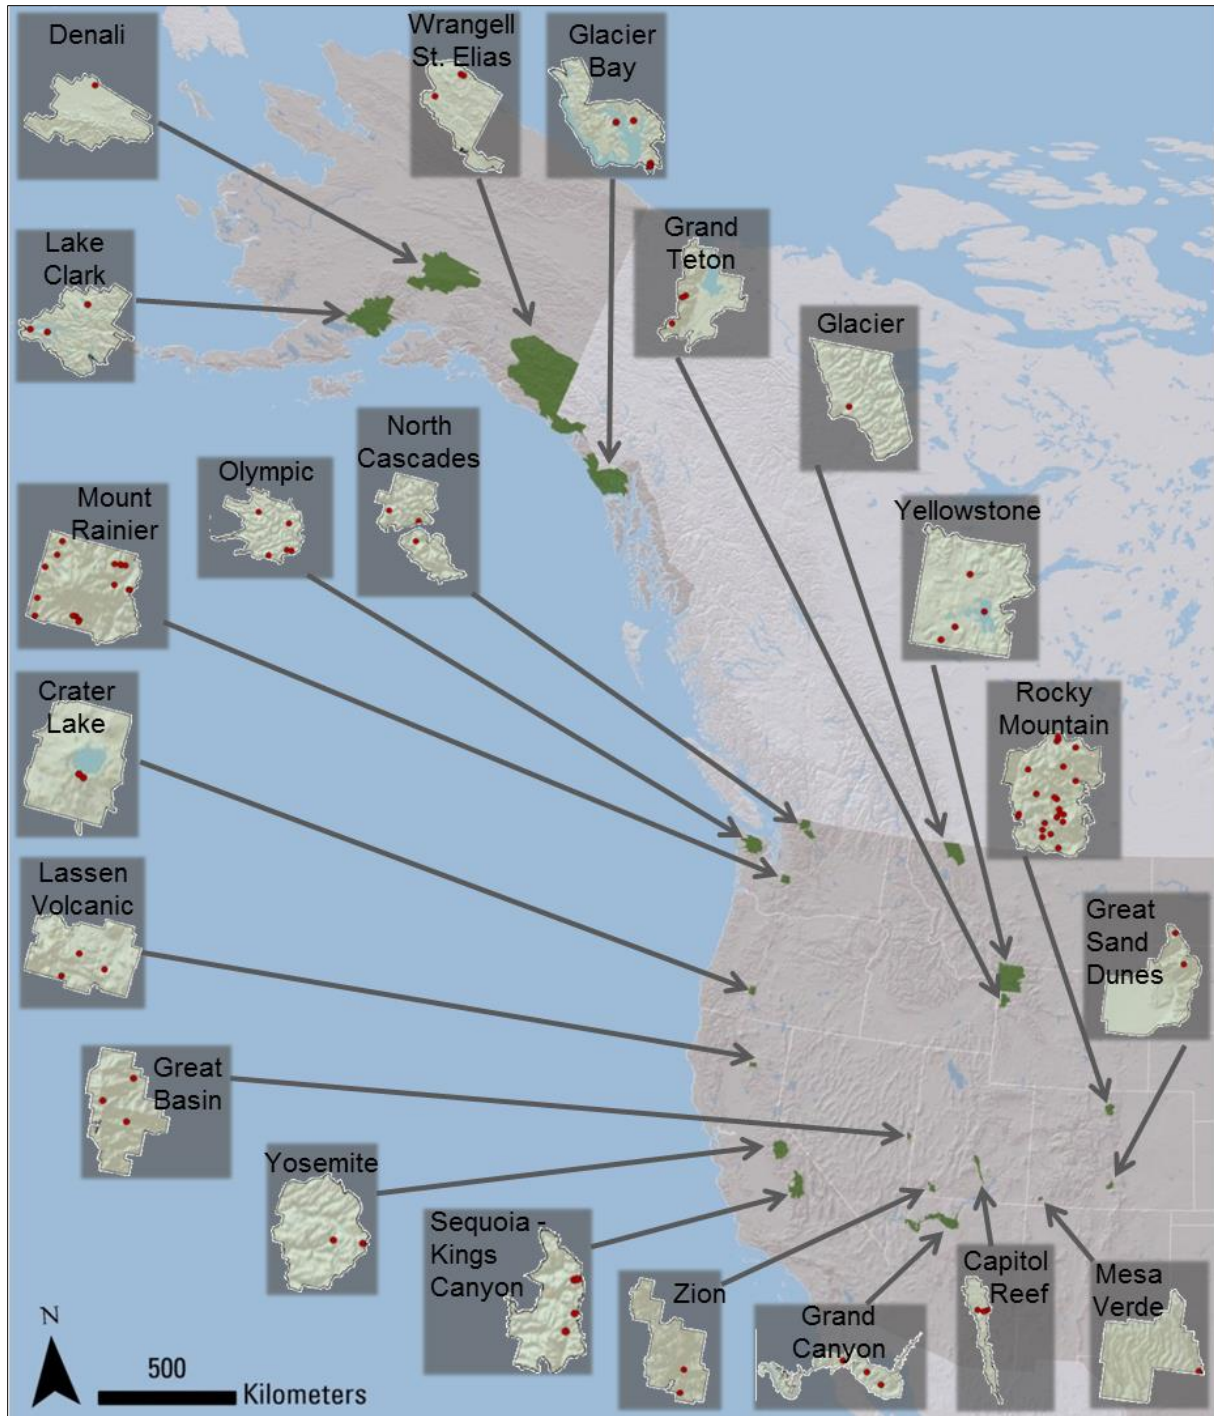 Denali
Wrangell
St. Elias
Glacier
Bay
Lake
Clark
Grand
Teton
Glacier
North
Cascades
Olympic
Mount
Rainier
Yellowstone
Rocky
Mountain
Crater
Lake
Lassen
Volcanic
Great
Sand
Dunes
Great
Basin
Yosemite
Sequoia -
Kings
Canyon
Zion
Grand
Canyon
Capitol
Reef
Mesa
Verde
N
500
Kilometers